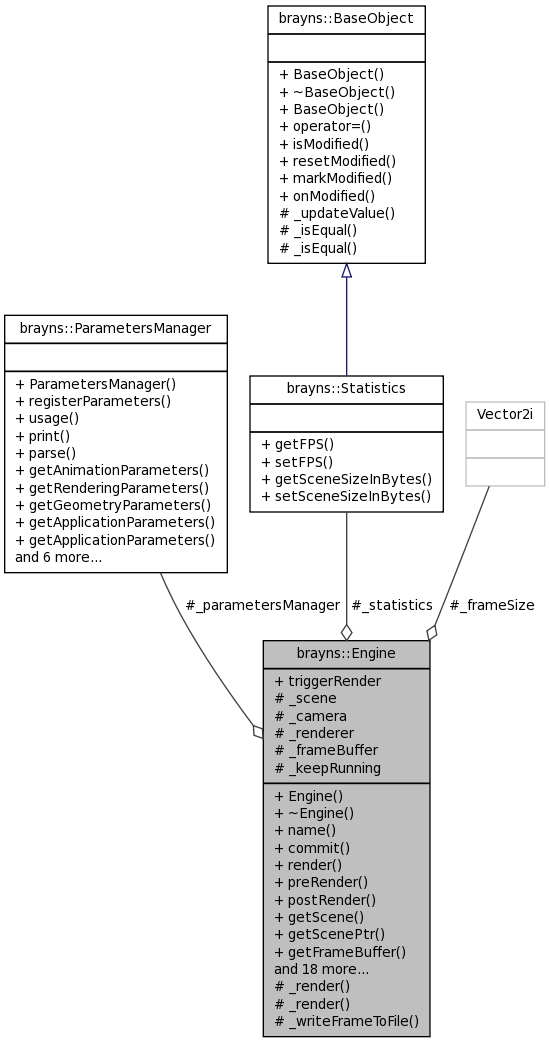 brayns::BaseObject
+ BaseObject()
+ ~BaseObject()
+ BaseObject()
+ operator=()
+ isModified()
+ resetModified()
+ markModified()
+ onModified()
# _updateValue()
# _isEqual()
# _isEqual()
brayns::ParametersManager
+ ParametersManager()
+ registerParameters()
+ usage()
+ print()
+ parse()
+ getAnimationParameters()
+ getRenderingParameters()
+ getGeometryParameters()
+ getApplicationParameters()
+ getApplicationParameters()
and 6 more...
brayns::Statistics
+ getFPS()
+ setFPS()
+ getSceneSizeInBytes()
+ setSceneSizeInBytes()
Vector2i
#_parametersManager
#_statistics
#_frameSize
brayns::Engine
+ triggerRender
# _scene
# _camera
# _renderer
# _frameBuffer
# _keepRunning
+ Engine()
+ ~Engine()
+ name()
+ commit()
+ render()
+ preRender()
+ postRender()
+ getScene()
+ getScenePtr()
+ getFrameBuffer()
and 18 more...
# _render()
# _render()
# _writeFrameToFile()